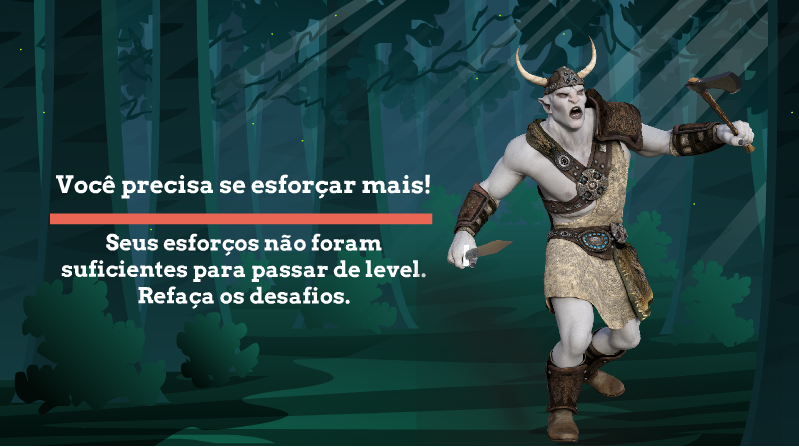 Você precisa se esforçar mais!
Seus esforços não foram
suficientes para passar de level.
Refaça os desafios.